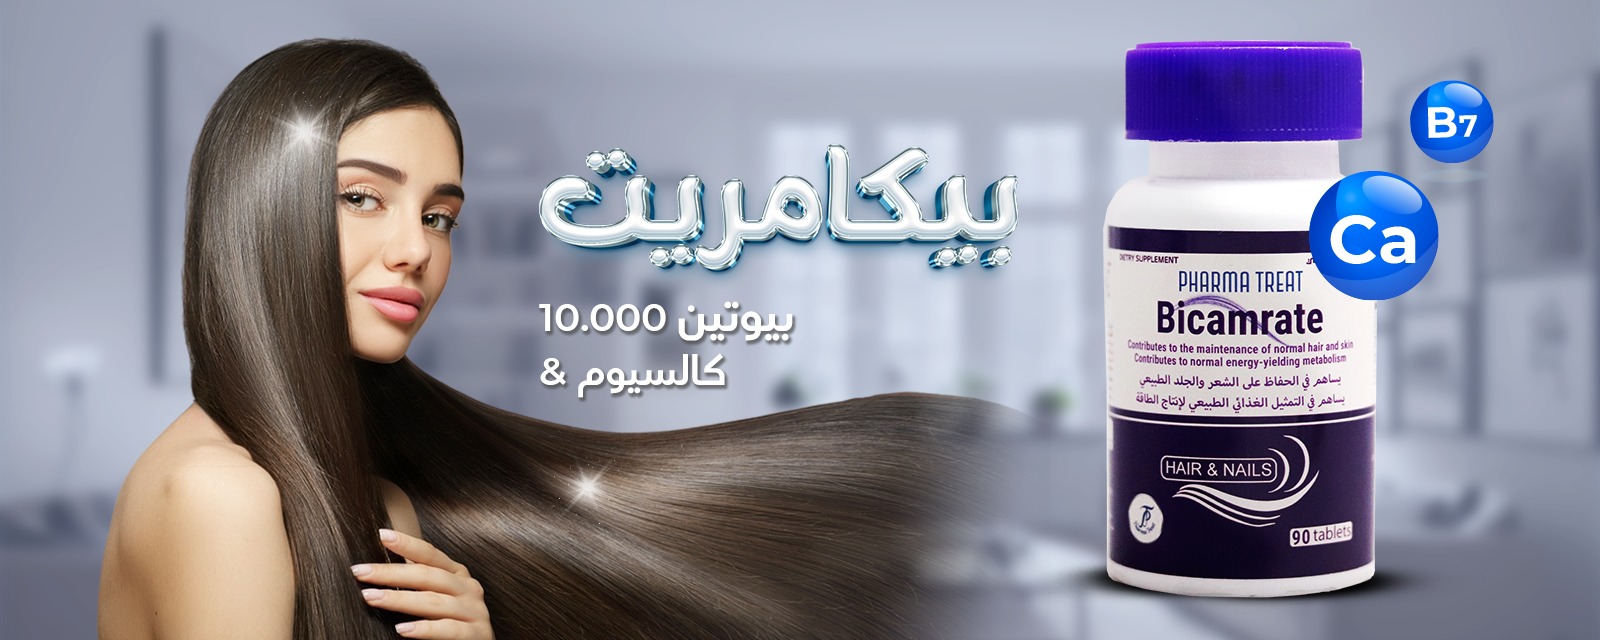 بيكامريت
بيوتين 10.000
& كالسيوم
B7
Ca
DIETRY SUPPLEMENT
PHARMA TREAT
Bicamrate
Contributes to the maintenance of normal hair and skin
Contributes to normal energy-yielding metabolism
يساهم في الحفاظ على الشعر والجلد الطبيعي
يساهم في التمثيل الغذائي الطبيعي لإنتاج الطاقة
HAIR & NAILS
90 tablets